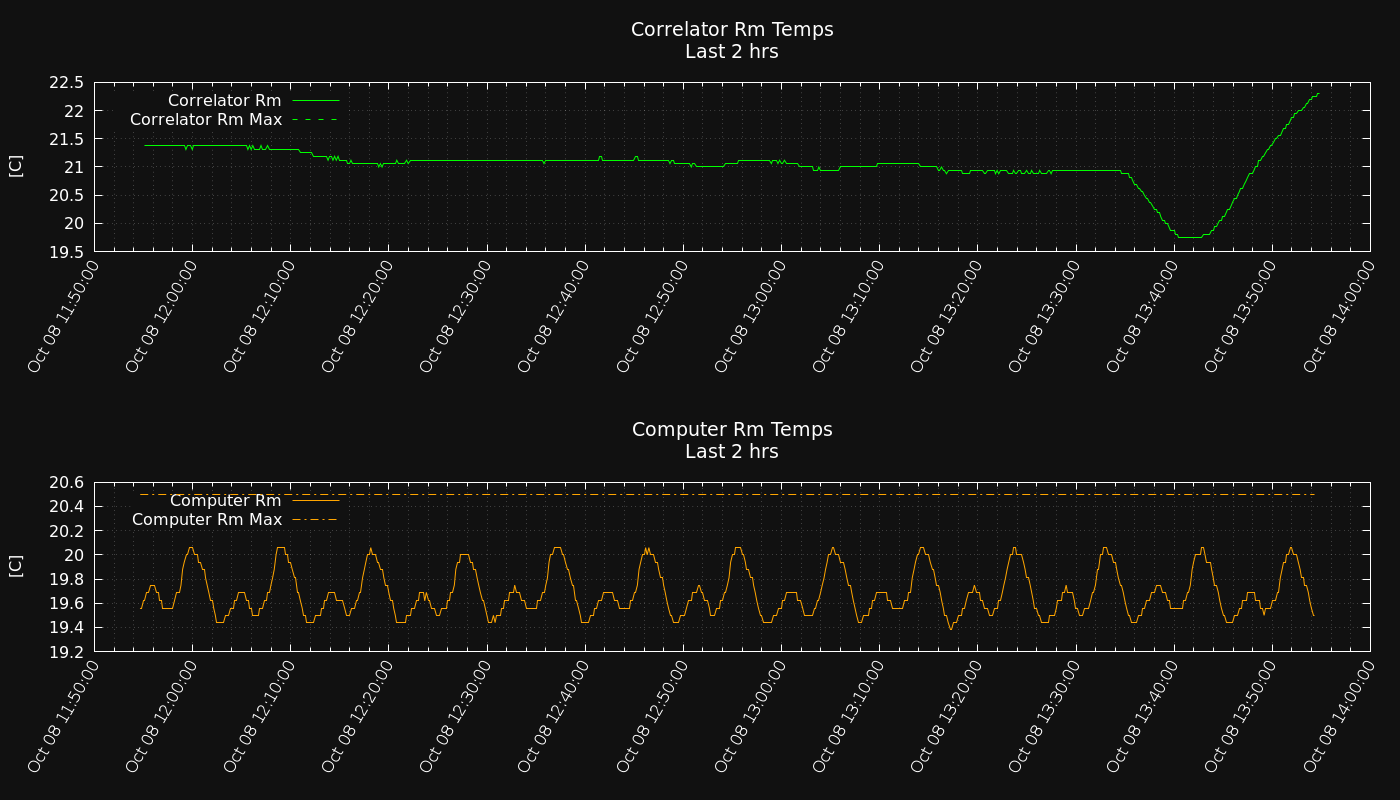 Correlator Rm Temps
Last 2 hrs
22.5
22
21.5
21
20.5
20
19.5
[C]
Correlator Rm
Correlator Rm Max
Oct 08 11:50:00
Oct 08 12:00:00
Oct 08 12:10:00
Oct 08 12:20:00
Oct 08 12:30:00
Oct 08 12:40:00
Oct 08 12:50:00
Oct 08 13:00:00
Oct 08 13:10:00
Oct 08 13:20:00
Oct 08 13:30:00
Oct 08 13:40:00
Oct 08 13:50:00
Oct 08 14:00:00
Computer Rm Temps
Last 2 hrs
20.6
20.4
20.2
20
19.8
19.6
19.4
19.2
[C]
Computer Rm
Computer Rm Max
Oct 08 11:50:00
Oct 08 12:00:00
Oct 08 12:10:00
Oct 08 12:20:00
Oct 08 12:30:00
Oct 08 12:40:00
Oct 08 12:50:00
Oct 08 13:00:00
Oct 08 13:10:00
Oct 08 13:20:00
Oct 08 13:30:00
Oct 08 13:40:00
Oct 08 13:50:00
Oct 08 14:00:00